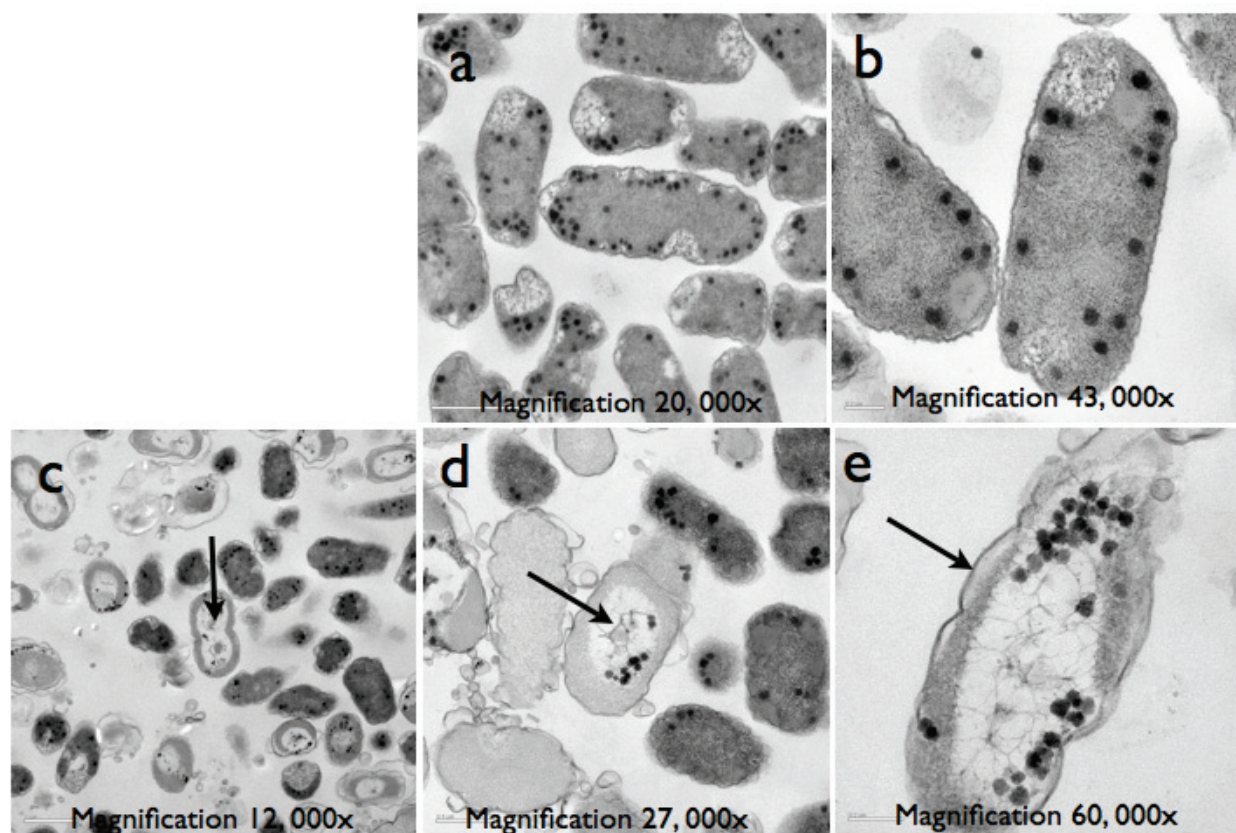 a
Magnification 20, 000x
b
Magnification 43, 000x
c
Magnification 12, 000x
d
Magnification 27, 000x
e
Magnification 60, 000x